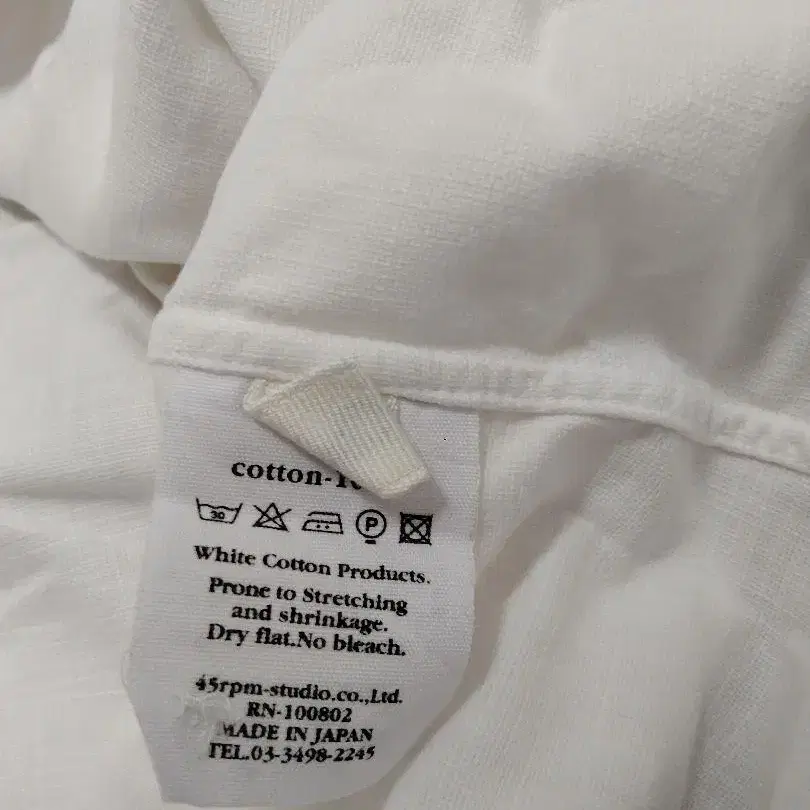 cotton-
30
P
White Cotton Products.
Prone to Stretching
and shrinkage.
Dry flat.No bleach.
45rpm-studio.co.,Ltd.
RN-100802
MADE IN JAPAN
TEL.03-3498-2245